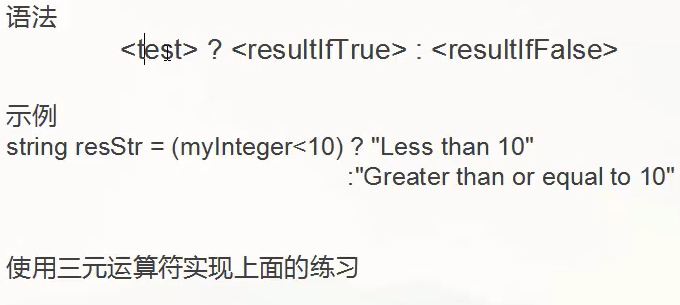 语法
<test> ? <resultIfTrue> : <resultIfFalse>
示例
string resStr = (myInteger<10) ? "Less than 10"
:"Greater than or equal to 10"
使用三元运算符实现上面的练习